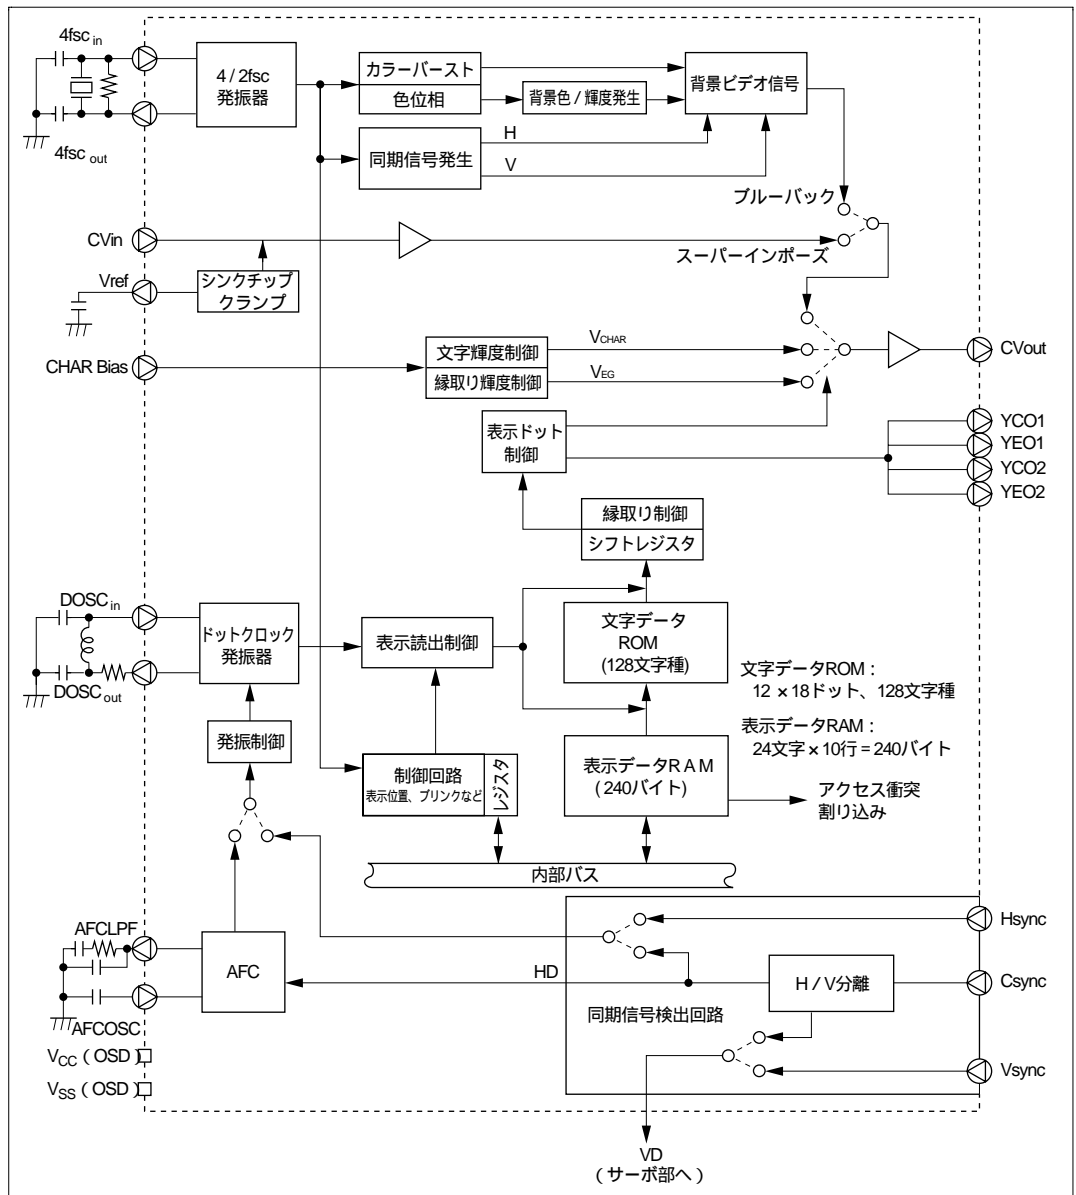 4fsc in
4 / 2fsc
発振器
4fsc out
カラーバースト
色位相
背景色 / 輝度発生
背景ビデオ信号
同期信号発生
H
V
ブルーバック
CVin
スーパーインポーズ
Vref
シンクチップ
クランプ
CHAR Bias
文字輝度制御
縁取り輝度制御
VCHAR
VEG
CVout
表示ドット
制御
YCO1
YEO1
YCO2
YEO2
縁取り制御
シフトレジスタ
DOSC in
DOSC out
ドットクロック
発振器
表示読出制御
文字データ
ROM
(128文字種)
文字データROM：
12 × 18ドット、128文字種
発振制御
制御回路
表示位置、ブリンクなど
レジスタ
表示データRAM
( 240バイト)
表示データRAM：
24文字 × 10行 = 240バイト
アクセス衝突
割り込み
内部バス
AFCLPF
AFC
AFCOSC
HD
Hsync
H / V分離
Csync
同期信号検出回路
Vsync
VCC ( OSD )
VSS ( OSD )
VD
（サーボ部へ）